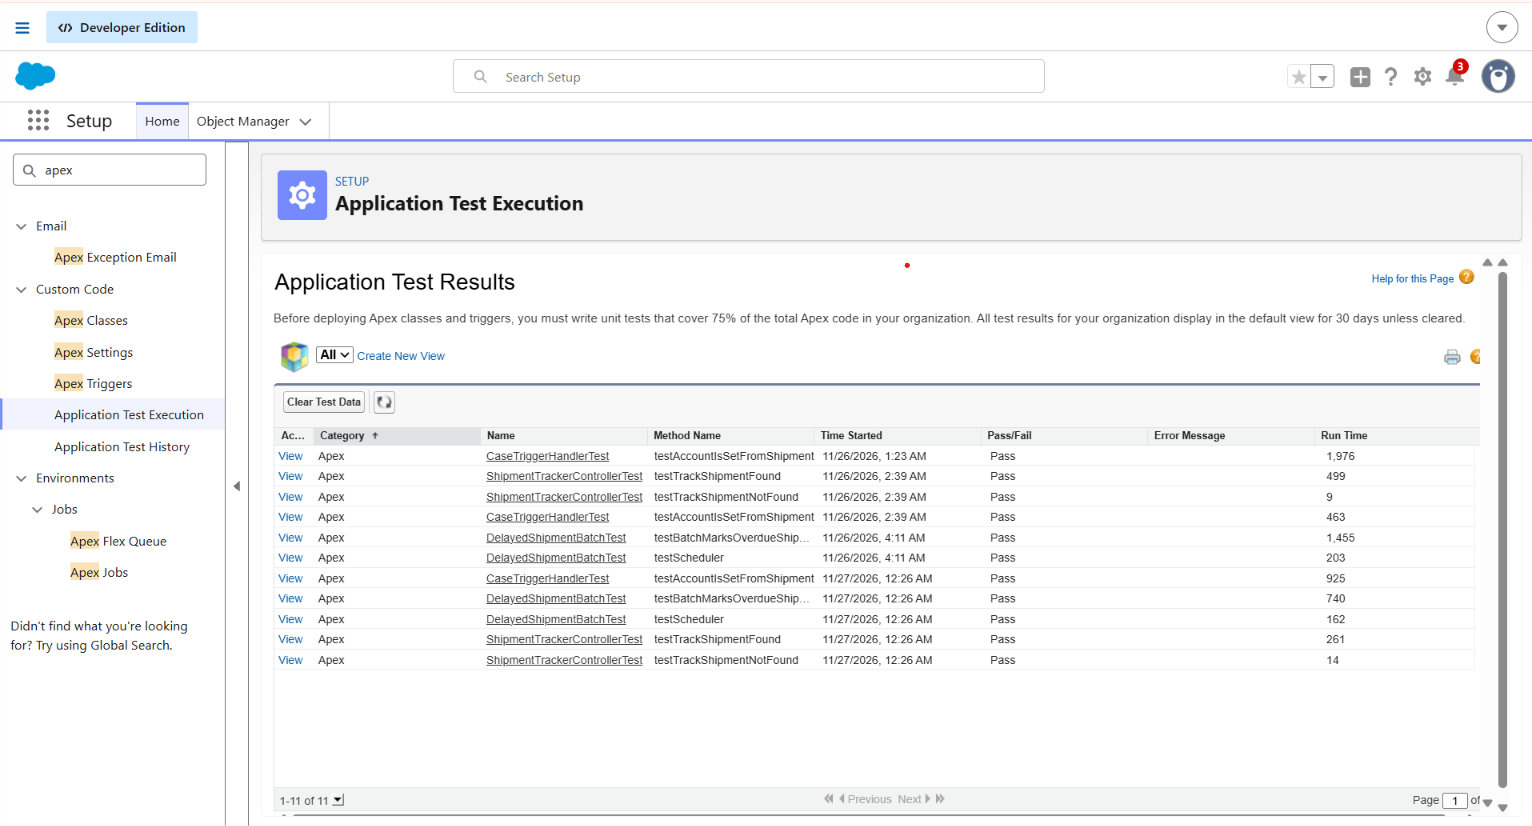 Developer Edition
Search Setup
3
Setup
Home
Object Manager
apex
Email
Apex Exception Email
Custom Code
Apex Classes
Apex Settings
Apex Triggers
Application Test Execution
Application Test History
Environments
Jobs
Apex Flex Queue
Apex Jobs
Didn't find what you're looking
for? Try using Global Search.
SETUP
Application Test Execution
Application Test Results
Help for this Page ?
Before deploying Apex classes and triggers, you must write unit tests that cover 75% of the total Apex code in your organization. All test results for your organization display in the default view for 30 days unless cleared.
All Create New View
Clear Test Data
Ac... Category Name Method Name Time Started Pass/Fail Error Message Run Time
View Apex CaseTriggerHandlerTest testAccountIsSetFromShipment 11/26/2026, 1:23 AM Pass 1,976
View Apex ShipmentTrackerControllerTest testTrackShipmentFound 11/26/2026, 2:39 AM Pass 499
View Apex ShipmentTrackerControllerTest testTrackShipmentNotFound 11/26/2026, 2:39 AM Pass 9
View Apex CaseTriggerHandlerTest testAccountIsSetFromShipment 11/26/2026, 2:39 AM Pass 463
View Apex DelayedShipmentBatchTest testBatchMarksOverdueShip... 11/26/2026, 4:11 AM Pass 1,455
View Apex DelayedShipmentBatchTest testScheduler 11/26/2026, 4:11 AM Pass 203
View Apex CaseTriggerHandlerTest testAccountIsSetFromShipment 11/27/2026, 12:26 AM Pass 925
View Apex DelayedShipmentBatchTest testBatchMarksOverdueShip... 11/27/2026, 12:26 AM Pass 740
View Apex DelayedShipmentBatchTest testScheduler 11/27/2026, 12:26 AM Pass 162
View Apex ShipmentTrackerControllerTest testTrackShipmentFound 11/27/2026, 12:26 AM Pass 261
View Apex ShipmentTrackerControllerTest testTrackShipmentNotFound 11/27/2026, 12:26 AM Pass 14
1-11 of 11 Previous Next Page 1 of